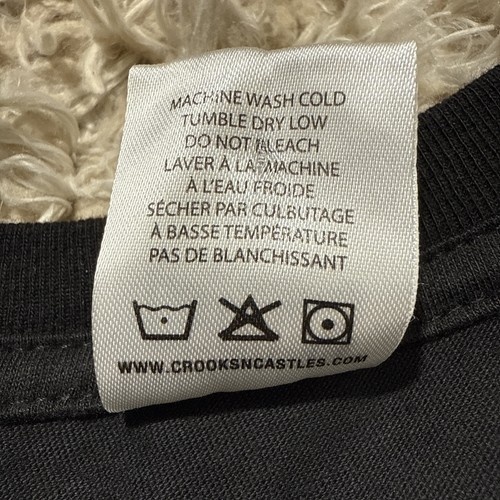 MACHINE WASH COLD
TUMBLE DRY LOW
DO NOT BLEACH
LAVER À LA MACHINE
À L'EAU FROIDE
SÉCHER PAR CULBUTAGE
À BASSE TEMPÉRATURE
PAS DE BLANCHISSANT
WWW.CROOKSNCASTLES.COM